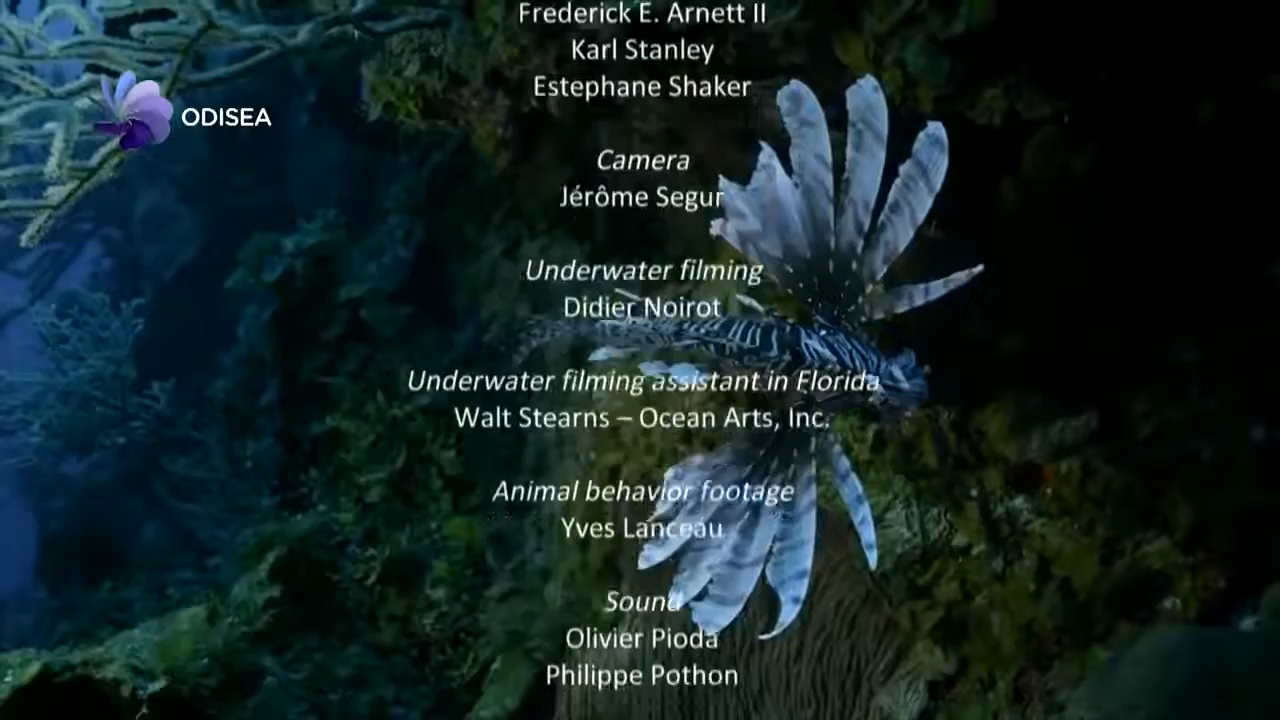 Frederick E. Arnett II
Karl Stanley
Estephane Shaker
ODISEA
Camera
Jérôme Segur
Underwater filming
Didier Noirot
Underwater filming assistant in Florida
Walt Stearns – Ocean Arts, Inc.
Animal behavior footage
Yves Lanceau
Sound
Olivier Pioda
Philippe Pothon